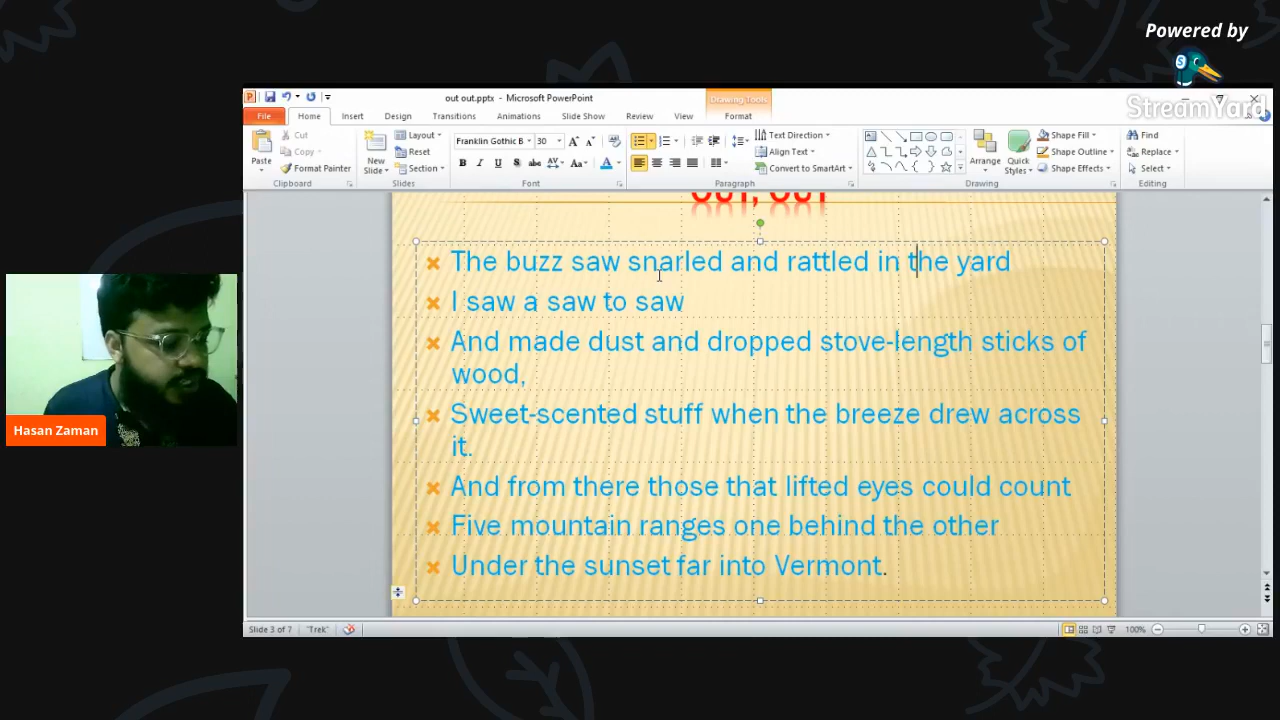 Powered by
StreamYard
out out.pptx - Microsoft PowerPoint
Drawing Tools
File Home Insert Design Transitions Animations Slide Show Review View Format
Paste
Cut
Copy
Format Painter
Clipboard
New Slide
Layout
Reset
Section
Slides
Franklin Gothic B 30
Font
Text Direction
Align Text
Convert to SmartArt
Paragraph
Arrange
Quick Styles
Shape Fill
Shape Outline
Shape Effects
Drawing
Find
Replace
Select
Editing
OUT, OUT
The buzz saw snarled and rattled in the yard
I saw a saw to saw
And made dust and dropped stove-length sticks of
wood,
Sweet-scented stuff when the breeze drew across
it.
And from there those that lifted eyes could count
Five mountain ranges one behind the other
Under the sunset far into Vermont.
Hasan Zaman
Slide 3 of 7 "Trek" 100%